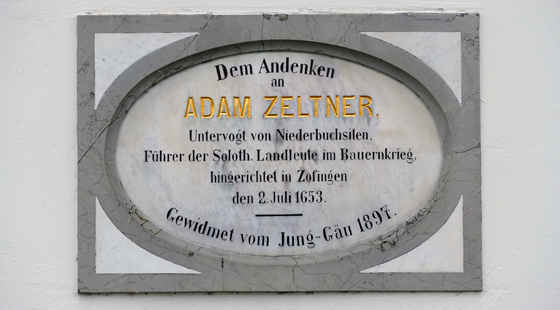 Dem Andenken
an
ADAM ZELTNER,
Untervogt von Niederbuchsiten,
Führer der Soloth. Landleute im Bauernkrieg,
hingerichtet in Zofingen
den 2. Juli 1653.
Gewidmet vom Jung-Gäu 1897.